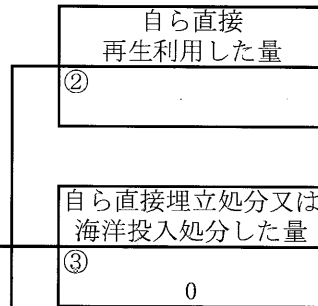 自ら直接
再生利用した量
②
自ら直接埋立処分又は
海洋投入処分した量
③
0